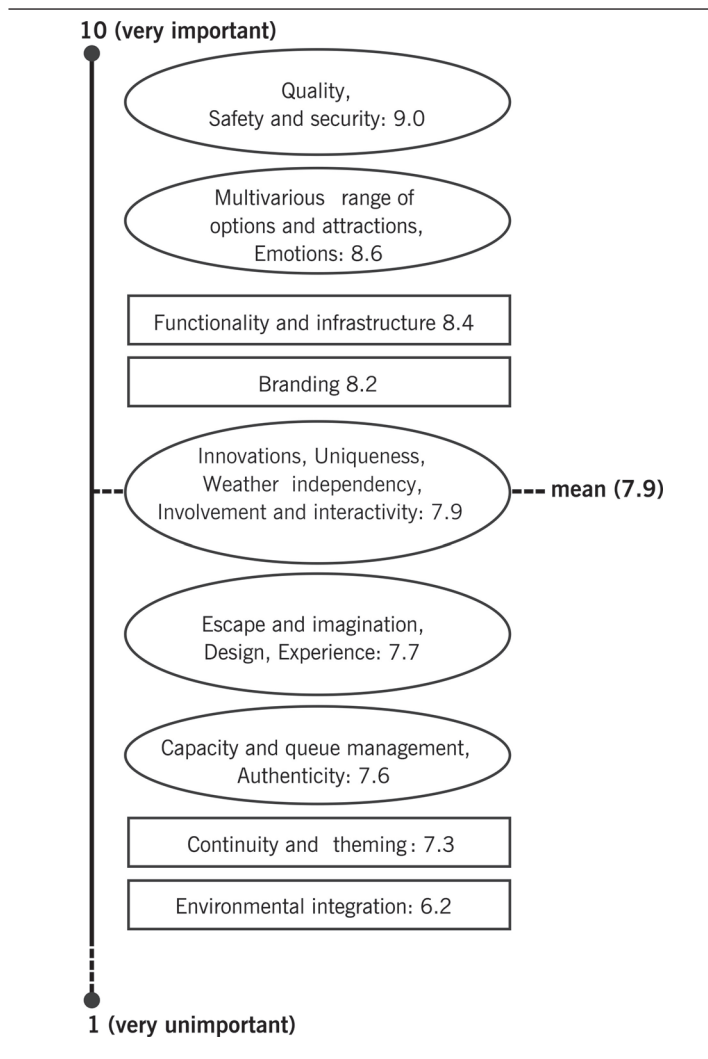 10 (very important)
Quality,
Safety and security: 9.0
Multivarious range of
options and attractions,
Emotions: 8.6
Functionality and infrastructure 8.4
Branding 8.2
Innovations, Uniqueness,
Weather independency,
Involvement and interactivity: 7.9
mean (7.9)
Escape and imagination,
Design, Experience: 7.7
Capacity and queue management,
Authenticity: 7.6
Continuity and theming: 7.3
Environmental integration: 6.2
1 (very unimportant)